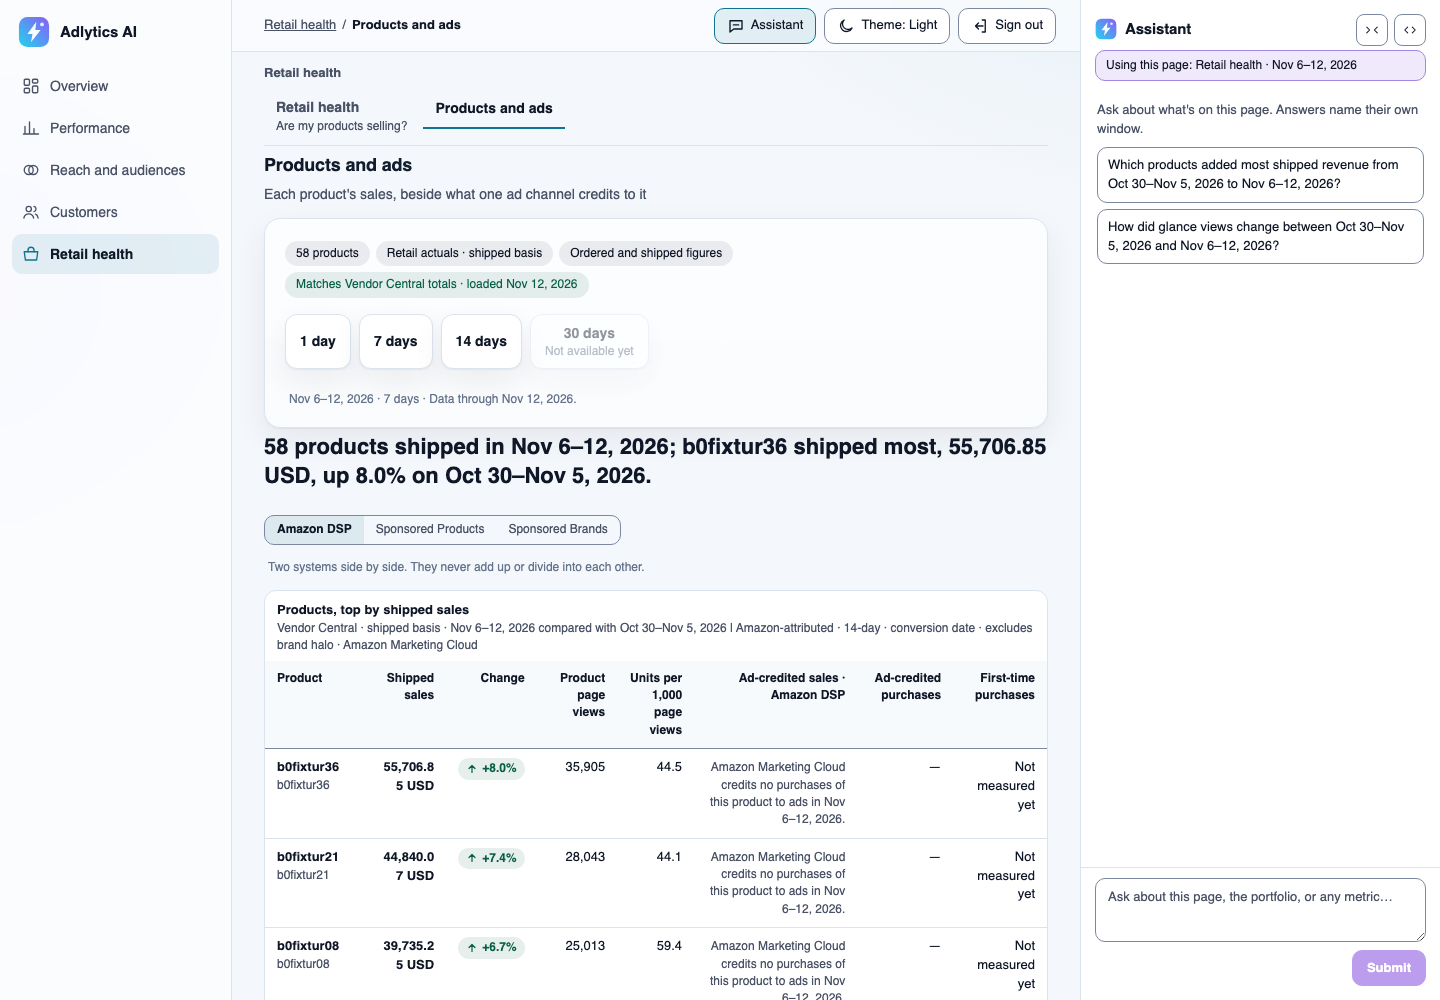 Adlytics AI
Overview
Performance
Reach and audiences
Customers
Retail health
Retail health / Products and ads
Assistant
Theme: Light
Sign out
Retail health
Retail health
Are my products selling?
Products and ads
Products and ads
Each product's sales, beside what one ad channel credits to it
58 products
Retail actuals · shipped basis
Ordered and shipped figures
Matches Vendor Central totals · loaded Nov 12, 2026
1 day
7 days
14 days
30 days
Not available yet
Nov 6–12, 2026 · 7 days · Data through Nov 12, 2026.
58 products shipped in Nov 6–12, 2026; b0fixtur36 shipped most, 55,706.85
USD, up 8.0% on Oct 30–Nov 5, 2026.
Amazon DSP
Sponsored Products
Sponsored Brands
Two systems side by side. They never add up or divide into each other.
Products, top by shipped sales
Vendor Central · shipped basis · Nov 6–12, 2026 compared with Oct 30–Nov 5, 2026 | Amazon-attributed · 14-day · conversion date · excludes
brand halo · Amazon Marketing Cloud
Product
Shipped
sales
Change
Product
page
views
Units per
1,000
page
views
Ad-credited sales ·
Amazon DSP
Ad-credited
purchases
First-time
purchases
b0fixtur36
b0fixtur36
55,706.8
5 USD
↑ +8.0%
35,905
44.5
Amazon Marketing Cloud
credits no purchases of
this product to ads in Nov
6–12, 2026.
—
Not
measured
yet
b0fixtur21
b0fixtur21
44,840.0
7 USD
↑ +7.4%
28,043
44.1
Amazon Marketing Cloud
credits no purchases of
this product to ads in Nov
6–12, 2026.
—
Not
measured
yet
b0fixtur08
b0fixtur08
39,735.2
5 USD
↑ +6.7%
25,013
59.4
Amazon Marketing Cloud
credits no purchases of
this product to ads in Nov
6–12, 2026.
—
Not
measured
yet
Assistant
Using this page: Retail health · Nov 6–12, 2026
Ask about what's on this page. Answers name their own
window.
Which products added most shipped revenue from
Oct 30–Nov 5, 2026 to Nov 6–12, 2026?
How did glance views change between Oct 30–Nov
5, 2026 and Nov 6–12, 2026?
Ask about this page, the portfolio, or any metric…
Submit